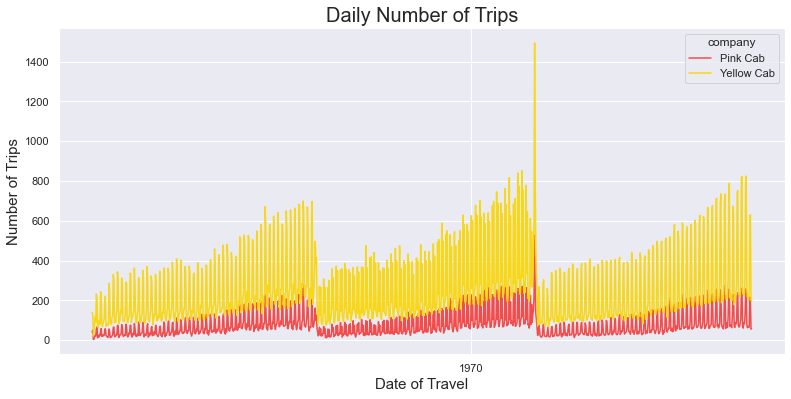 Daily Number of Trips
company
Pink Cab
Yellow Cab
Number of Trips
1400
1200
1000
800
600
400
200
0
1970
Date of Travel